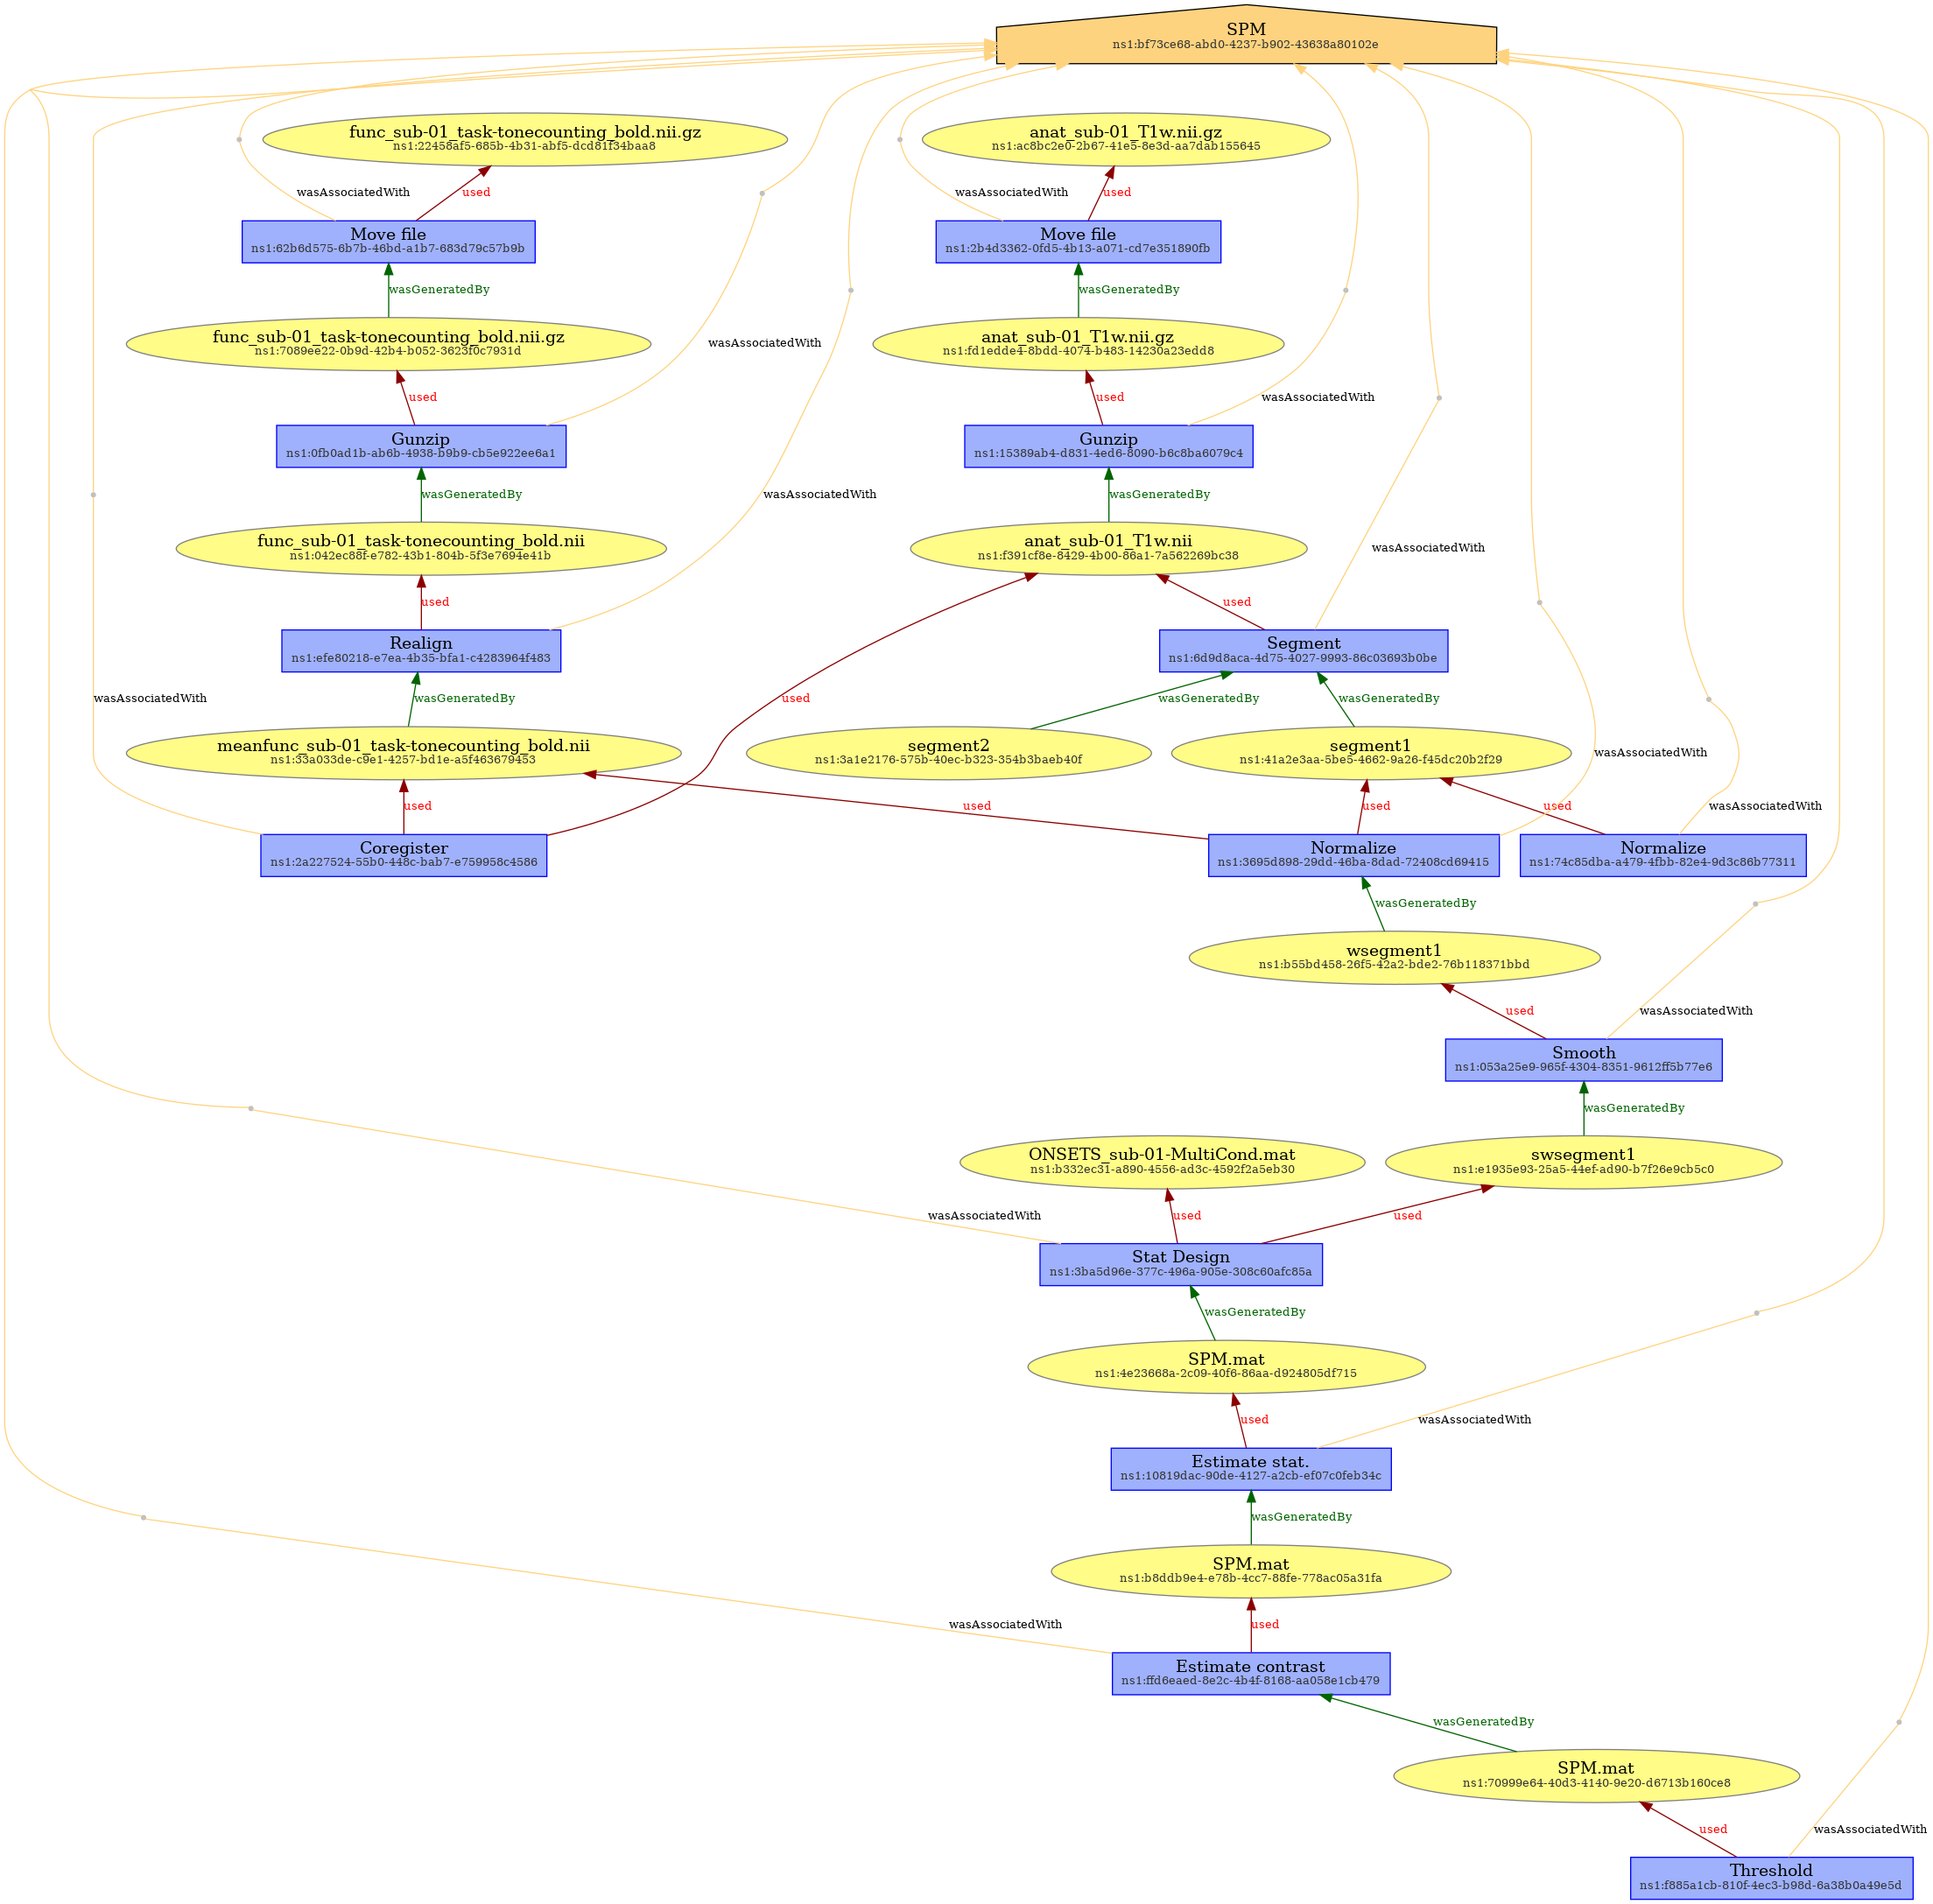 SPM
ns1:bf73ce68-abd0-4237-b902-43638a80102e
func_sub-01_task-tonecounting_bold.nii.gz
ns1:22458af5-685b-4b31-abf5-dcd81f34baa8
anat_sub-01_T1w.nii.gz
ns1:ac8bc2e0-2b67-41e5-8e3d-aa7dab155645
wasAssociatedWith
used
wasAssociatedWith
used
Move file
ns1:62b6d575-6b7b-46bd-a1b7-683d79c57b9b
Move file
ns1:2b4d3362-0fd5-4b13-a071-cd7e351890fb
wasGeneratedBy
wasGeneratedBy
func_sub-01_task-tonecounting_bold.nii.gz
ns1:7089ee22-0b9d-42b4-b052-3623f0c7931d
wasAssociatedWith
anat_sub-01_T1w.nii.gz
ns1:fd1edde4-8bdd-4074-b483-14230a23edd8
used
used
wasAssociatedWith
Gunzip
ns1:0fb0ad1b-ab6b-4938-b9b9-cb5e922ee6a1
Gunzip
ns1:15389ab4-d831-4ed6-8090-b6c8ba6079c4
wasGeneratedBy
wasAssociatedWith
wasGeneratedBy
func_sub-01_task-tonecounting_bold.nii
ns1:042ec88f-e782-43b1-804b-5f3e7694e41b
anat_sub-01_T1w.nii
ns1:f391cf8e-8429-4b00-86a1-7a562269bc38
wasAssociatedWith
used
used
Realign
ns1:efe80218-e7ea-4b35-bfa1-c4283964f483
Segment
ns1:6d9d8aca-4d75-4027-9993-86c03693b0be
wasAssociatedWith
wasGeneratedBy
used
wasGeneratedBy
wasGeneratedBy
meanfunc_sub-01_task-tonecounting_bold.nii
ns1:33a033de-c9e1-4257-bd1e-a5f463679453
segment2
ns1:3a1e2176-575b-40ec-b323-354b3baeb40f
segment1
ns1:41a2e3aa-5be5-4662-9a26-f45dc20b2f29
wasAssociatedWith
used
used
used
used
wasAssociatedWith
Coregister
ns1:2a227524-55b0-448c-bab7-e759958c4586
Normalize
ns1:3695d898-29dd-46ba-8dad-72408cd69415
Normalize
ns1:74c85dba-a479-4fbb-82e4-9d3c86b77311
wasGeneratedBy
wsegment1
ns1:b55bd458-26f5-42a2-bde2-76b118371bbd
used
wasAssociatedWith
Smooth
ns1:053a25e9-965f-4304-8351-9612ff5b77e6
wasGeneratedBy
ONSETS_sub-01-MultiCond.mat
ns1:b332ec31-a890-4556-ad3c-4592f2a5eb30
swsegment1
ns1:e1935e93-25a5-44ef-ad90-b7f26e9cb5c0
wasAssociatedWith
used
used
Stat Design
ns1:3ba5d96e-377c-496a-905e-308c60afc85a
wasGeneratedBy
SPM.mat
ns1:4e23668a-2c09-40f6-86aa-d924805df715
used
wasAssociatedWith
Estimate stat.
ns1:10819dac-90de-4127-a2cb-ef07c0feb34c
wasGeneratedBy
SPM.mat
ns1:b8ddb9e4-e78b-4cc7-88fe-778ac05a31fa
wasAssociatedWith
used
Estimate contrast
ns1:ffd6eaed-8e2c-4b4f-8168-aa058e1cb479
wasGeneratedBy
SPM.mat
ns1:70999e64-40d3-4140-9e20-d6713b160ce8
used
wasAssociatedWith
Threshold
ns1:f885a1cb-810f-4ec3-b98d-6a38b0a49e5d